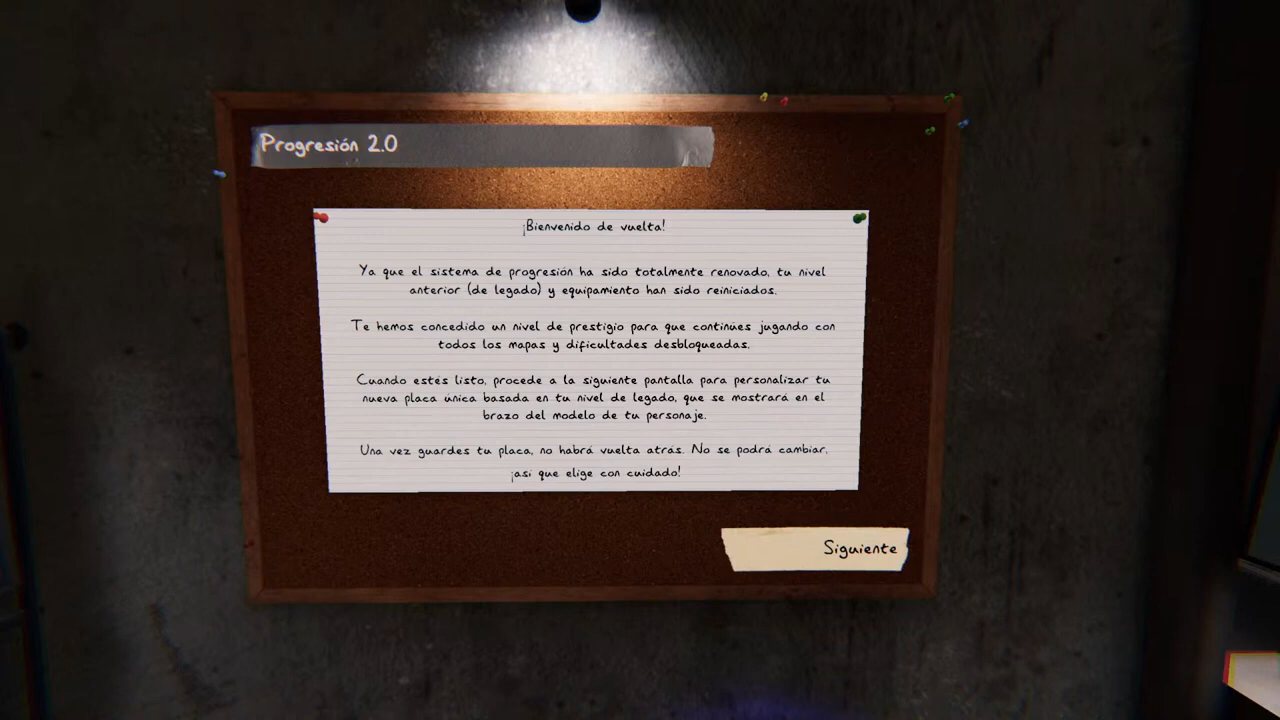 Progresión 2.0
¡Bienvenido de vuelta!
Ya que el sistema de progresión ha sido totalmente renovado, tu nivel
anterior (de legado) y equipamiento han sido reiniciados.
Te hemos concedido un nivel de prestigio para que continúes jugando con
todos los mapas y dificultades desbloqueadas.
Cuando estés listo, procede a la siguiente pantalla para personalizar tu
nueva placa única basada en tu nivel de legado, que se mostrará en el
brazo del modelo de tu personaje.
Una vez guardes tu placa, no habrá vuelta atrás. No se podrá cambiar,
¡así que elige con cuidado!
Siguiente